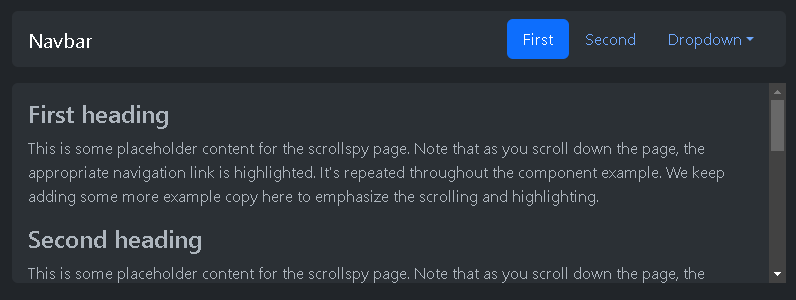 Navbar
First
Second
Dropdown
First heading
This is some placeholder content for the scrollspy page. Note that as you scroll down the page, the
appropriate navigation link is highlighted. It's repeated throughout the component example. We keep
adding some more example copy here to emphasize the scrolling and highlighting.
Second heading
This is some placeholder content for the scrollspy page. Note that as you scroll down the page, the